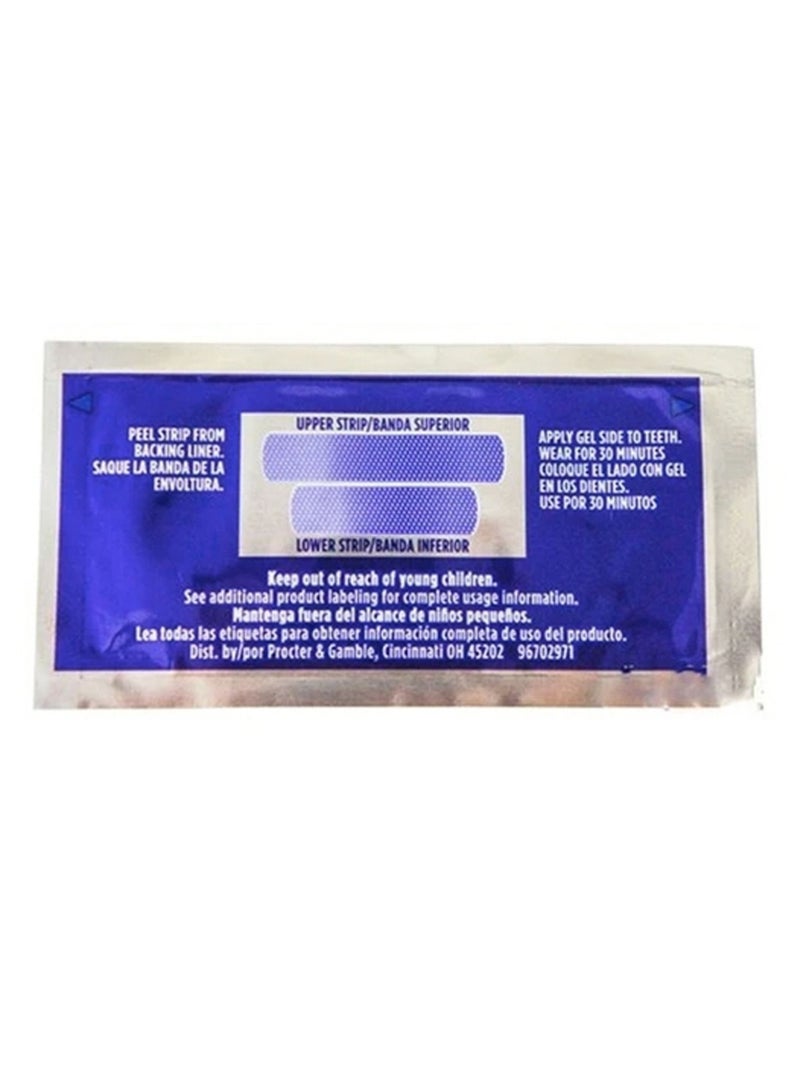 PEEL STRIP FROM
BACKING LINER.
SAQUE LA BANDA DE LA
ENVOLTURA.
UPPER STRIP/BANDA SUPERIOR
LOWER STRIP/BANDA INFERIOR
APPLY GEL SIDE TO TEETH.
WEAR FOR 30 MINUTES
COLOQUE EL LADO CON GEL
EN LOS DIENTES.
USE POR 30 MINUTOS
Keep out of reach of young children.
See additional product labeling for complete usage information.
Mantenga fuera del alcance de niños pequeños.
Lea todas las etiquetas para obtener información completa de uso del producto.
Dist. by/por Procter & Gamble, Cincinnati OH 45202 96702971